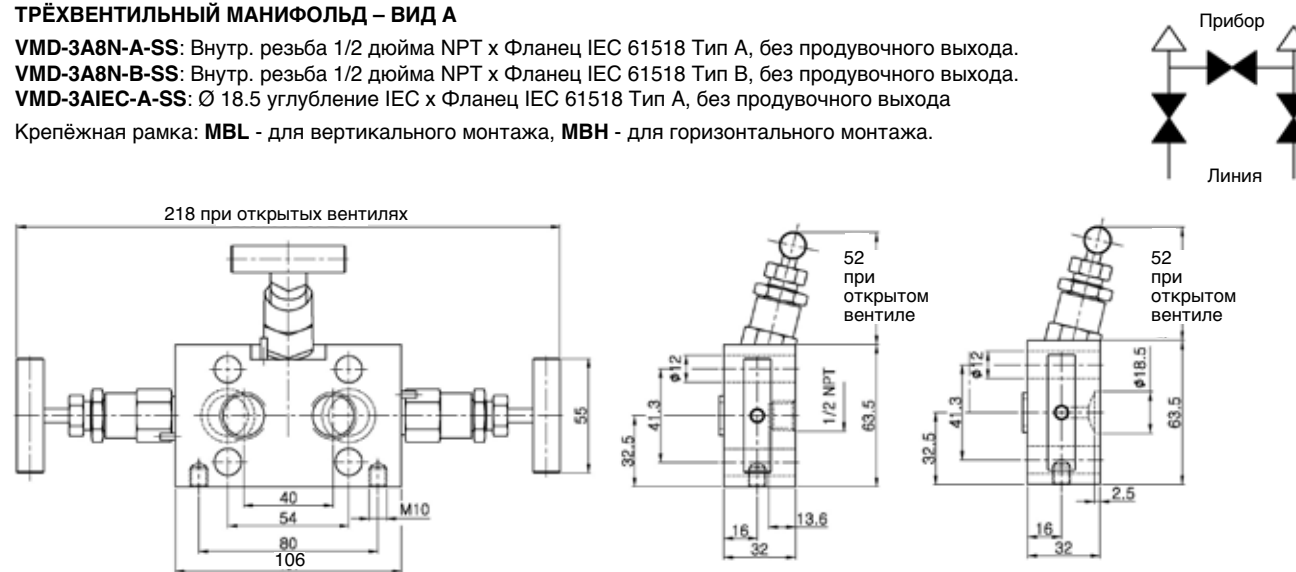 ТРЁХВЕНТИЛЬНЫЙ МАНИФОЛЬД – ВИД А
VMD-3A8N-A-SS: Внутр. резьба 1/2 дюйма NPT x Фланец IEC 61518 Тип A, без продувочного выхода.
VMD-3A8N-B-SS: Внутр. резьба 1/2 дюйма NPT x Фланец IEC 61518 Тип B, без продувочного выхода.
VMD-3AIEC-A-SS: Ø 18.5 углубление IEC x Фланец IEC 61518 Тип A, без продувочного выхода
Крепёжная рамка: MBL - для вертикального монтажа, MBH - для горизонтального монтажа.
Прибор
Линия
218 при открытых вентилях
55
40
54
M10
80
106
52
при
открытом
вентиле
ø12
41.3
32.5
1/2 NPT
63.5
13.6
16
32
52
при
открытом
вентиле
ø12
41.3
32.5
ø18.5
63.5
2.5
16
32